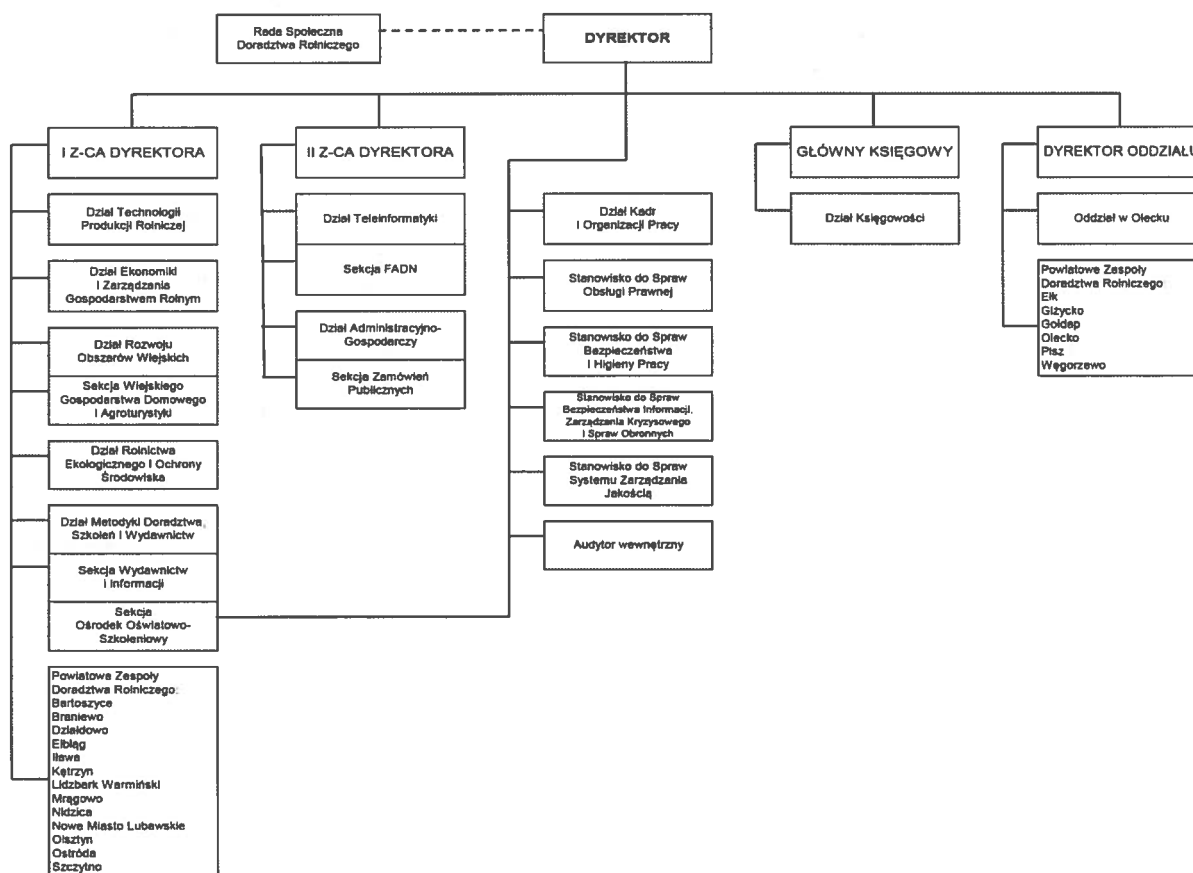 Rada Społeczna
Doradztwa Rolniczego
DYREKTOR
I Z-CA DYREKTORA
Dział Technologii
Produkcji Rolniczej
Dział Ekonomiki
I Zarządzania
Gospodarstwem Rolnym
Dział Rozwoju
Obszarów Wiejskich
Sekcja Wiejskiego
Gospodarstwa Domowego
I Agroturystyki
Dział Rolnictwa
Ekologicznego I Ochrony
Środowiska
Dział Metodyki Doradztwa,
Szkoleń I Wydawnictw
Sekcja Wydawnictw
i Informacji
Sekcja
Ośrodek Oświatowo-
Szkoleniowy
Powiatowe Zespoły
Doradztwa Rolniczego:
Bartoszyce
Braniewo
Działdowo
Elbląg
Iława
Kętrzyn
Lidzbark Warmiński
Mrągowo
Nidzica
Nowe Miasto Lubawskie
Olsztyn
Ostróda
Szczytno
II Z-CA DYREKTORA
Dział Teleinformatyki
Sekcja FADN
Dział Administracyjno-
Gospodarczy
Sekcja Zamówień
Publicznych
Dział Kadr
I Organizacji Pracy
Stanowisko do Spraw
Obsługi Prawnej
Stanowisko do Spraw
Bezpieczeństwa
I Higieny Pracy
Stanowisko do Spraw
Bezpieczeństwa Informacji,
Zarządzania Kryzysowego
I Spraw Obronnych
Stanowisko do Spraw
Systemu Zarządzania
Jakością
Audytor wewnętrzny
GŁÓWNY KSIĘGOWY
Dział Księgowości
DYREKTOR ODDZIAŁU
Oddział w Olecku
Powiatowe Zespoły
Doradztwa Rolniczego
Ełk
Giżycko
Gołdap
Olecko
Pisz
Węgorzewo